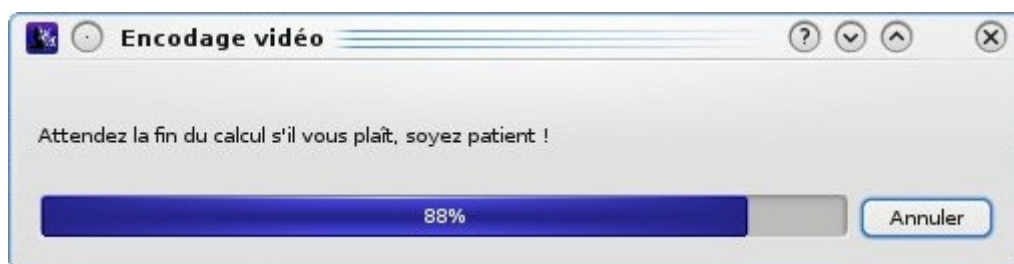 Encodage vidéo
Attendez la fin du calcul s'il vous plaît, soyez patient !
88%
Annuler